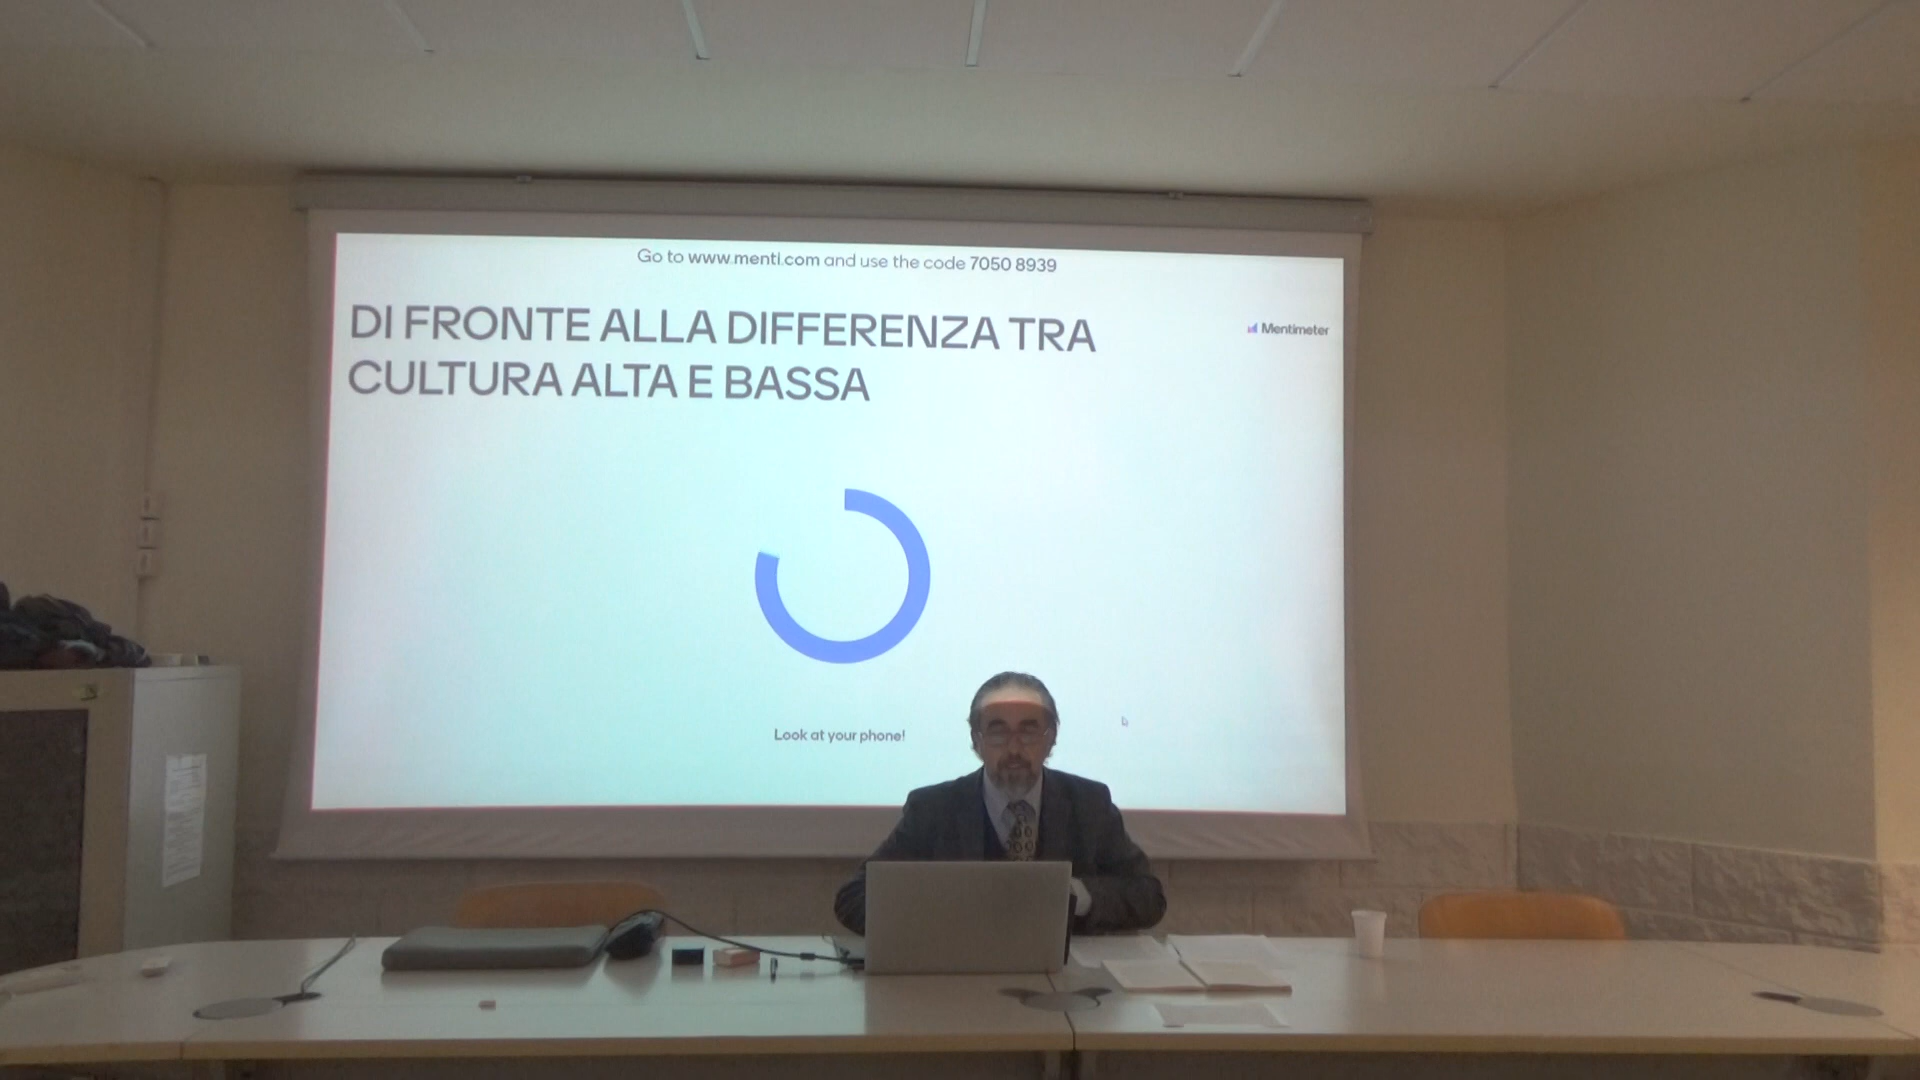 Go to www.menti.com and use the code 7050 8939
DI FRONTE ALLA DIFFERENZA TRA
CULTURA ALTA E BASSA
Mentimeter
Look at your phone!